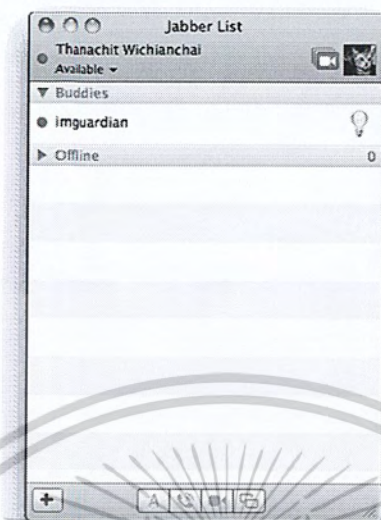 Jabber List
Thanachit Wichianchai
Available
Buddies
imguardian
Offline 0
A